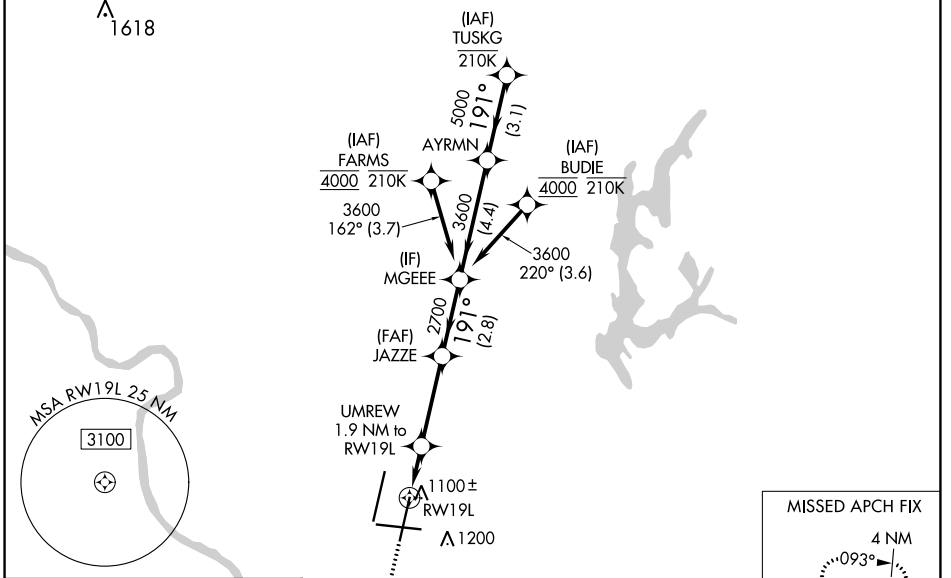 1618
(IAF)
TUSKG
210K
5000
191°
(3.1)
AYRMN
(IAF)
FARMS
4000 210K
(IAF)
BUDIE
4000 210K
3600
162° (3.7)
3600
(4.4)
3600
220° (3.6)
(IF)
MGEEE
2700
191°
(2.8)
(FAF)
JAZZE
UMREW
1.9 NM to
RW19L
MSA RW19L 25 NM
3100
1100±
RW19L
1200
MISSED APCH FIX
4 NM
093°